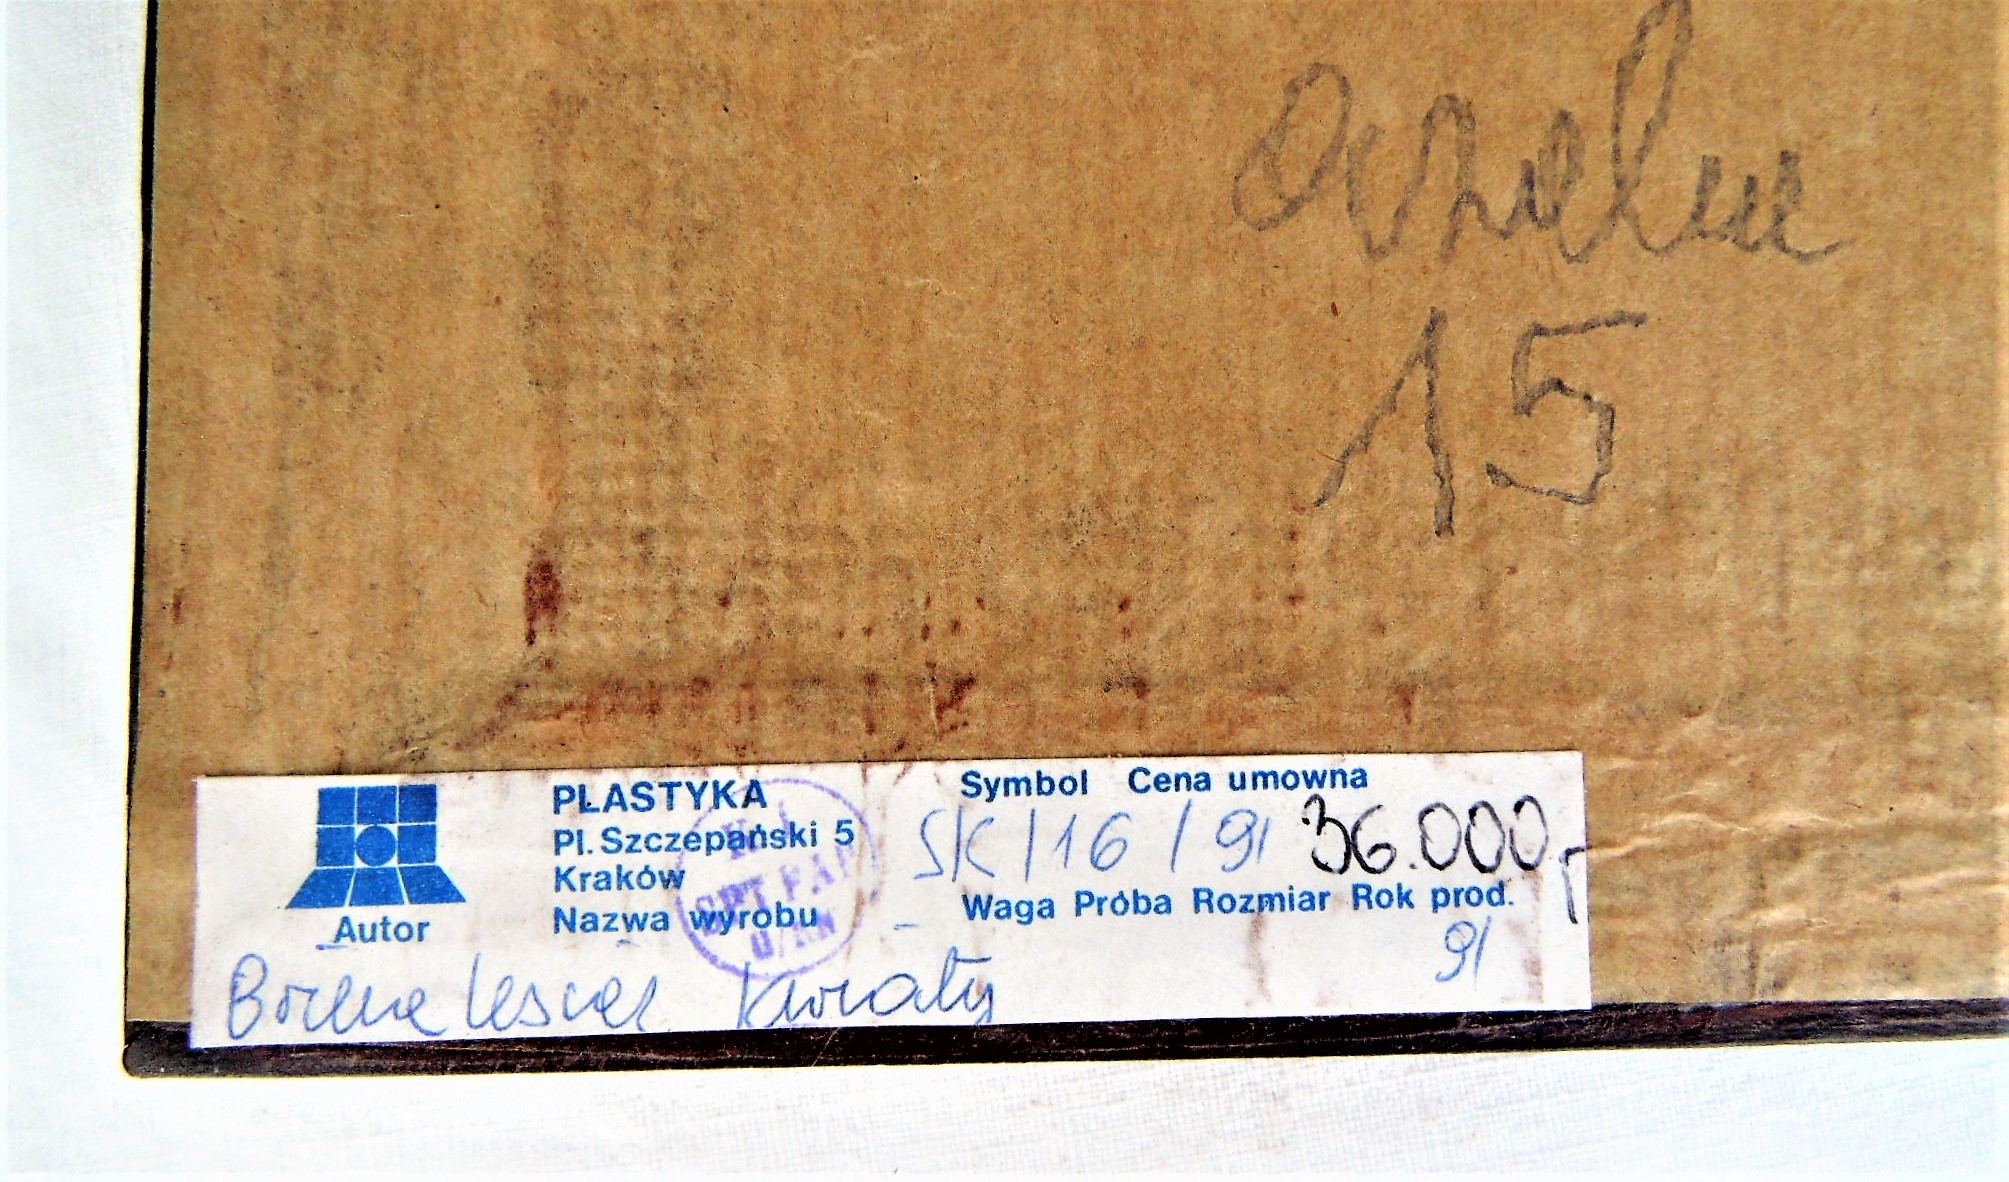 15
PLASTYKA
Pl. Szczepański 5
Kraków
Nazwa wyrobu
Autor
Symbol Cena umowna
SK/16/91 36.000,-
Waga Próba Rozmiar Rok prod.
91
Bożena Kwiaty